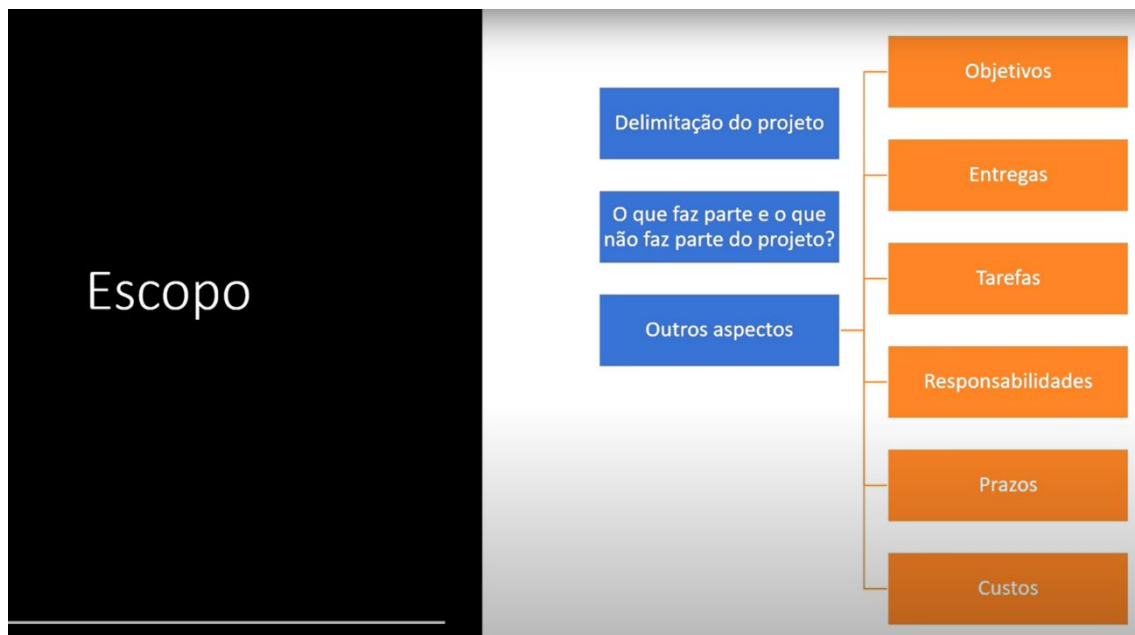 Escopo
Delimitação do projeto
O que faz parte e o que
não faz parte do projeto?
Outros aspectos
Objetivos
Entregas
Tarefas
Responsabilidades
Prazos
Custos